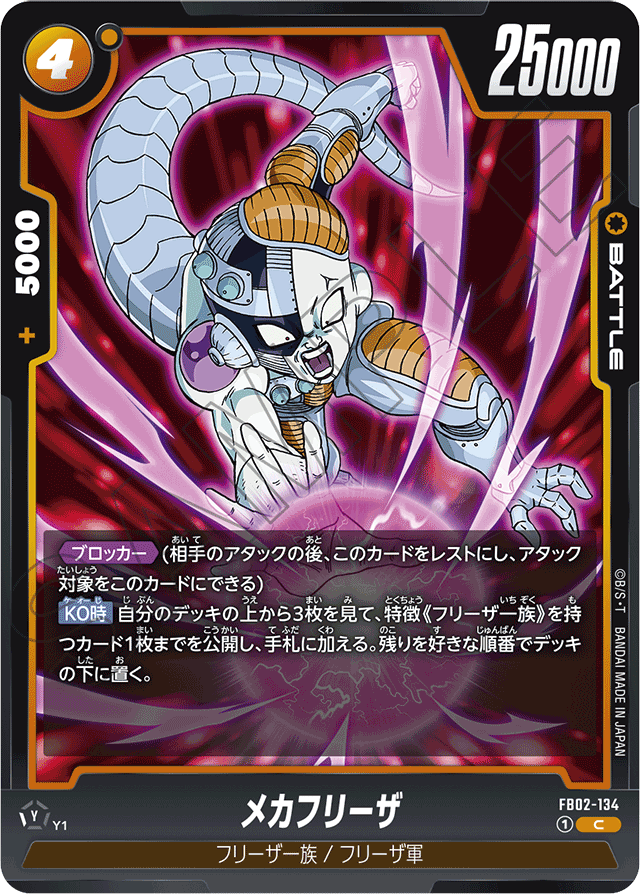 4
25000
+ 5000
BATTLE
SAMPLE
ブロッカー (相手のアタックの後、このカードをレストにし、アタック
対象をこのカードにできる)
KO時 自分のデッキの上から3枚を見て、特徴《フリーザ一族》を持
つカード1枚までを公開し、手札に加える。残りを好きな順番でデッキ
の下に置く。
©B/S・T BANDAI MADE IN JAPAN
メカフリーザ
FB02-134
Y Y1
1 C
フリーザ一族 / フリーザ軍